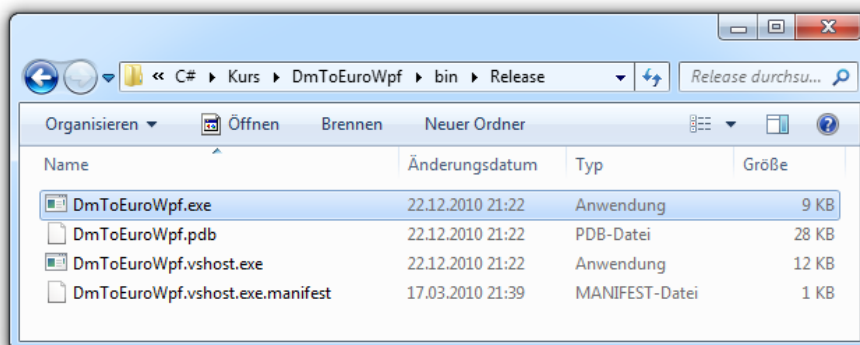 « C# Kurs DmToEuroWpf bin Release Release durchsu...
Organisieren Öffnen Brennen Neuer Ordner
Name Änderungsdatum Typ Größe
DmToEuroWpf.exe 22.12.2010 21:22 Anwendung 9 KB
DmToEuroWpf.pdb 22.12.2010 21:22 PDB-Datei 28 KB
DmToEuroWpf.vshost.exe 22.12.2010 21:22 Anwendung 12 KB
DmToEuroWpf.vshost.exe.manifest 17.03.2010 21:39 MANIFEST-Datei 1 KB